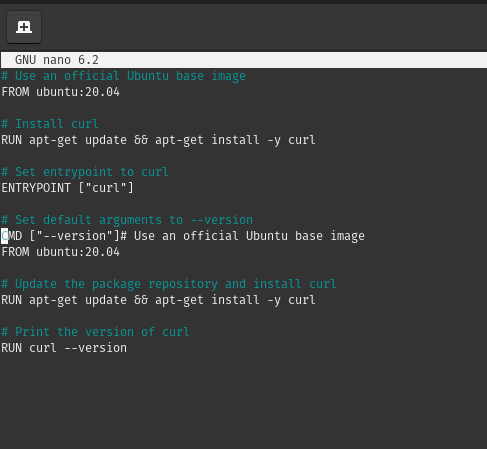 GNU nano 6.2
# Use an official Ubuntu base image
FROM ubuntu:20.04
# Install curl
RUN apt-get update && apt-get install -y curl
# Set entrypoint to curl
ENTRYPOINT ["curl"]
# Set default arguments to --version
CMD ["--version"]# Use an official Ubuntu base image
FROM ubuntu:20.04
# Update the package repository and install curl
RUN apt-get update && apt-get install -y curl
# Print the version of curl
RUN curl --version